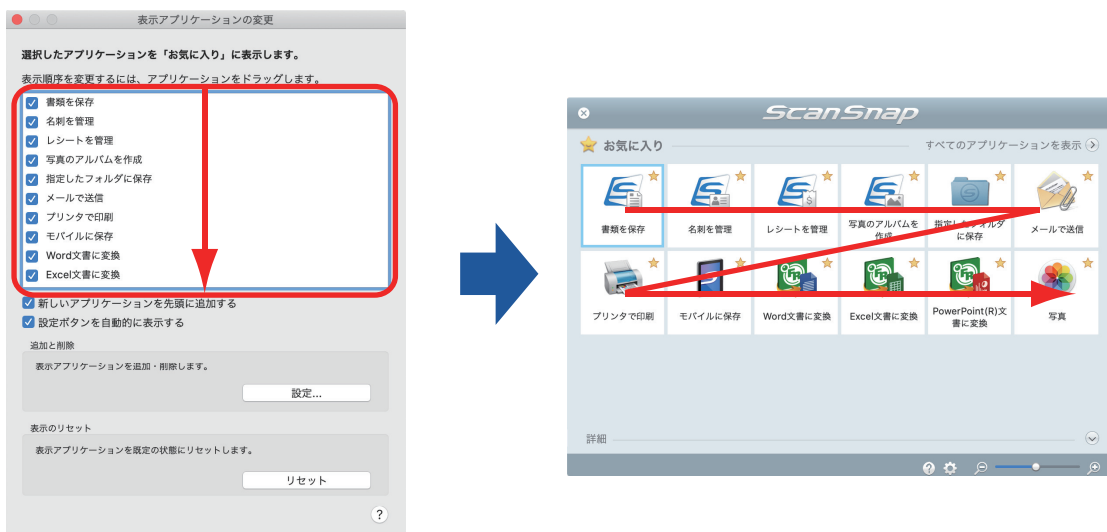 表示アプリケーションの変更
選択したアプリケーションを「お気に入り」に表示します。
表示順序を変更するには、アプリケーションをドラッグします。
書類を保存
名刺を管理
レシートを管理
写真のアルバムを作成
指定したフォルダに保存
メールで送信
プリンタで印刷
モバイルに保存
Word文書に変換
Excel文書に変換
新しいアプリケーションを先頭に追加する
設定ボタンを自動的に表示する
追加と削除
表示アプリケーションを追加・削除します。
設定...
表示のリセット
表示アプリケーションを既定の状態にリセットします。
リセット
?
ScanSnap
お気に入り
すべてのアプリケーションを表示
書類を保存
名刺を管理
レシートを管理
写真のアルバムを
作成
指定したフォルダ
に保存
メールで送信
プリンタで印刷
モバイルに保存
Word文書に変換
Excel文書に変換
PowerPoint(R)文
書に変換
写真
詳細